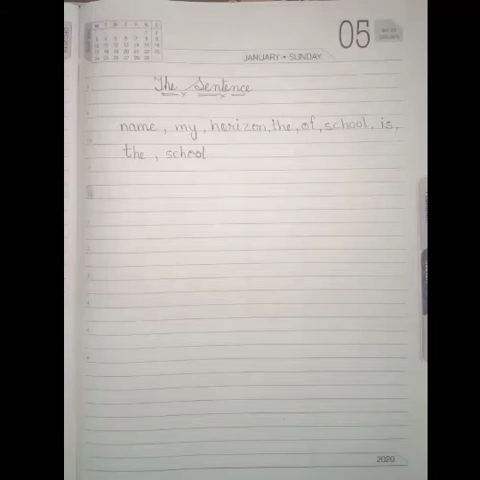 05
JANUARY • SUNDAY
The Sentence
name, my, horizon, the, of, school, is,
the, school
2020